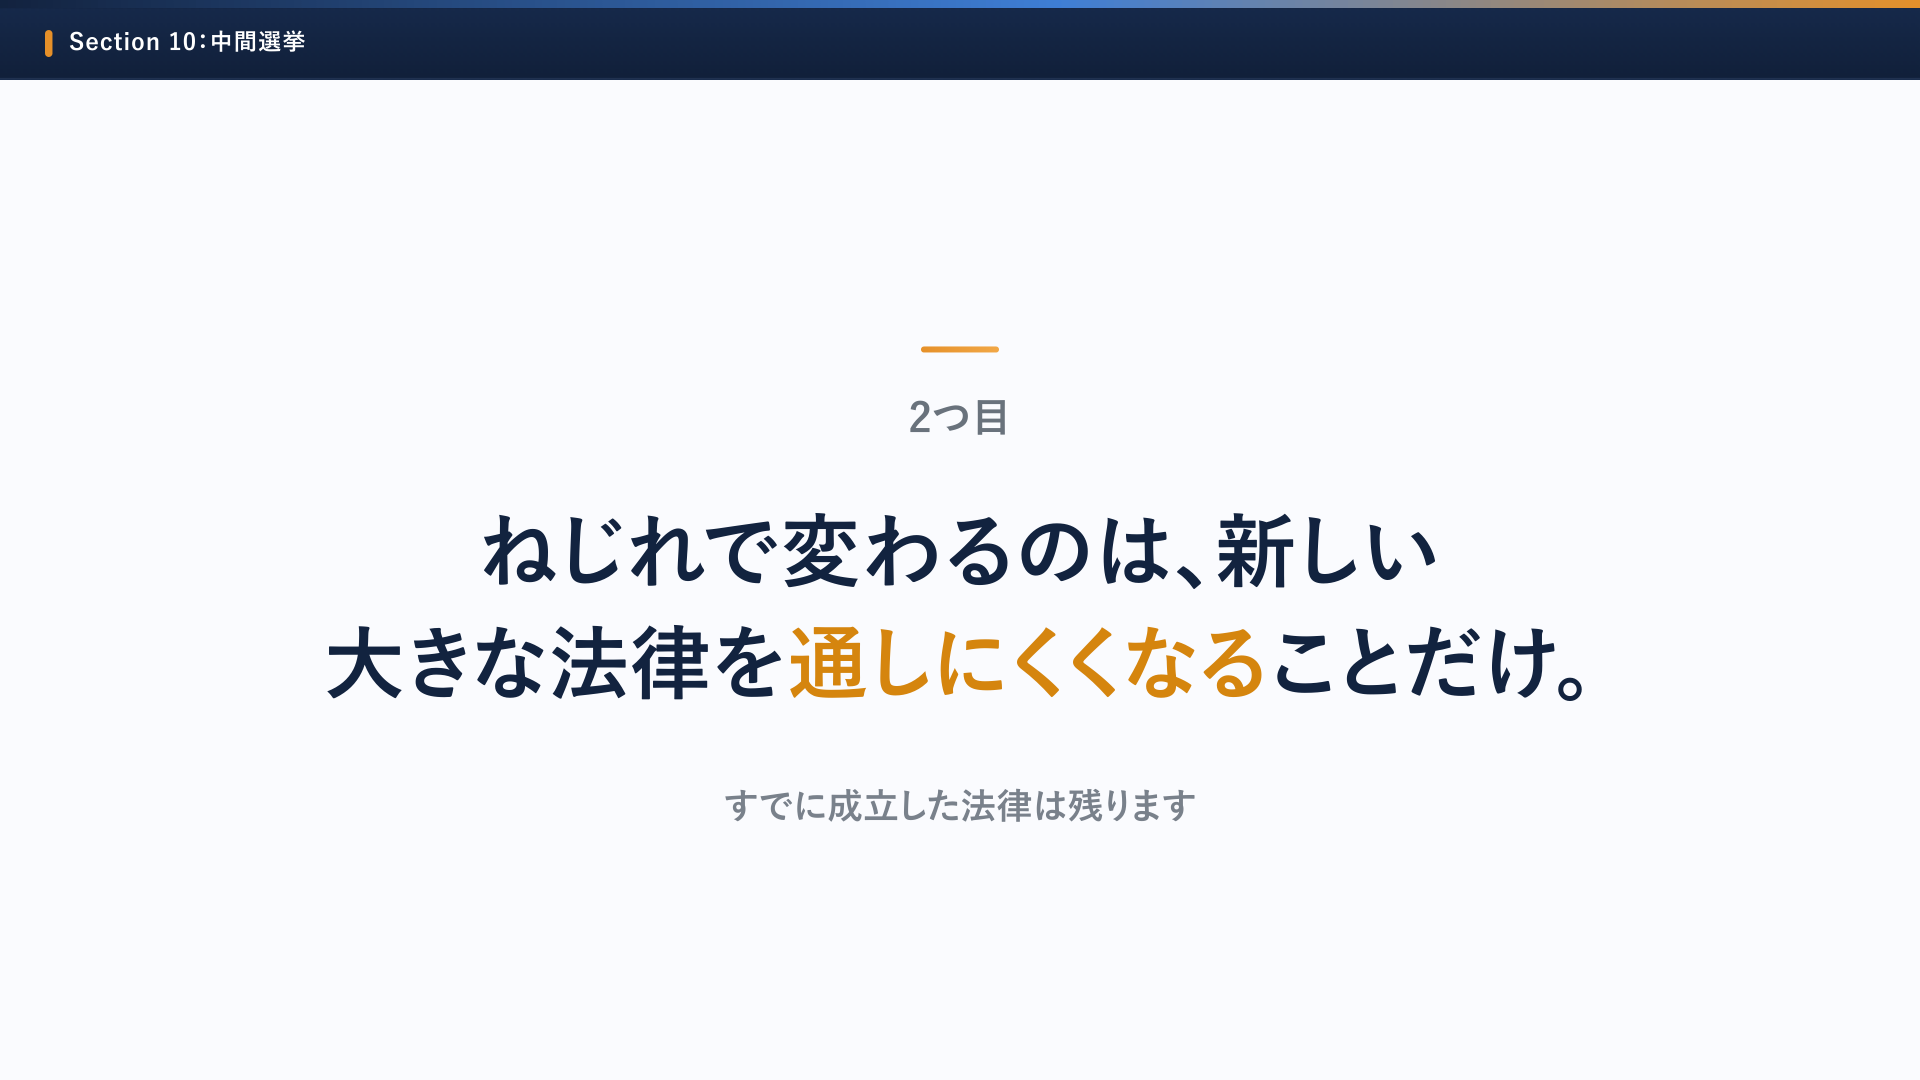 Section 10：中間選挙
2つ目
ねじれで変わるのは、新しい
大きな法律を通しにくくなることだけ。
すでに成立した法律は残ります